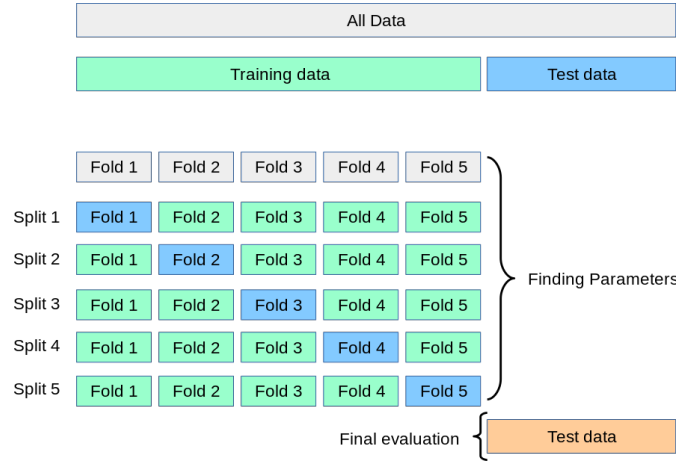 All Data
Training data Test data
Fold 1 Fold 2 Fold 3 Fold 4 Fold 5
Split 1 Fold 1 Fold 2 Fold 3 Fold 4 Fold 5
Split 2 Fold 1 Fold 2 Fold 3 Fold 4 Fold 5
Finding Parameters
Split 3 Fold 1 Fold 2 Fold 3 Fold 4 Fold 5
Split 4 Fold 1 Fold 2 Fold 3 Fold 4 Fold 5
Split 5 Fold 1 Fold 2 Fold 3 Fold 4 Fold 5
Final evaluation Test data